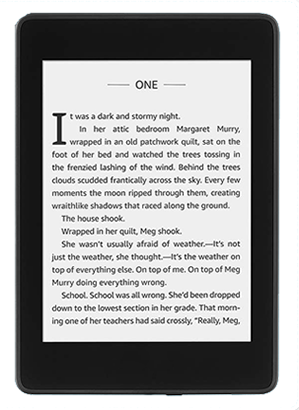 ONE
It was a dark and stormy night.
In her attic bedroom Margaret Murry,
wrapped in an old patchwork quilt, sat on the
foot of her bed and watched the trees tossing in
the frenzied lashing of the wind. Behind the trees
clouds scudded frantically across the sky. Every few
moments the moon ripped through them, creating
wraithlike shadows that raced along the ground.
The house shook.
Wrapped in her quilt, Meg shook.
She wasn't usually afraid of weather.—It's not
just the weather, she thought.—It's the weather on
top of everything else. On top of me. On top of Meg
Murry doing everything wrong.
School. School was all wrong. She'd been dropped
down to the lowest section in her grade. That morn-
ing one of her teachers had said crossly, "Really, Meg,